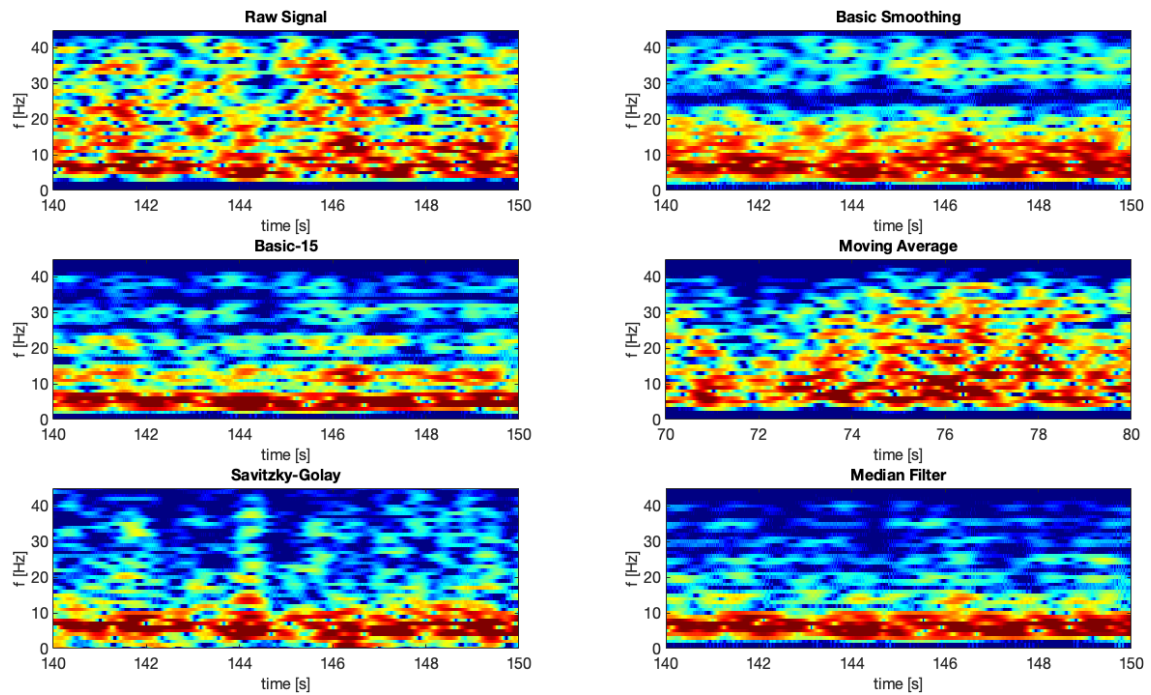 Raw Signal
40
30
20
10
0
f [Hz]
140 142 144 146 148 150
time [s]
Basic Smoothing
40
30
20
10
0
f [Hz]
140 142 144 146 148 150
time [s]
Basic-15
40
30
20
10
0
f [Hz]
140 142 144 146 148 150
time [s]
Moving Average
40
30
20
10
0
f [Hz]
70 72 74 76 78 80
time [s]
Savitzky-Golay
40
30
20
10
0
f [Hz]
140 142 144 146 148 150
time [s]
Median Filter
40
30
20
10
0
f [Hz]
140 142 144 146 148 150
time [s]